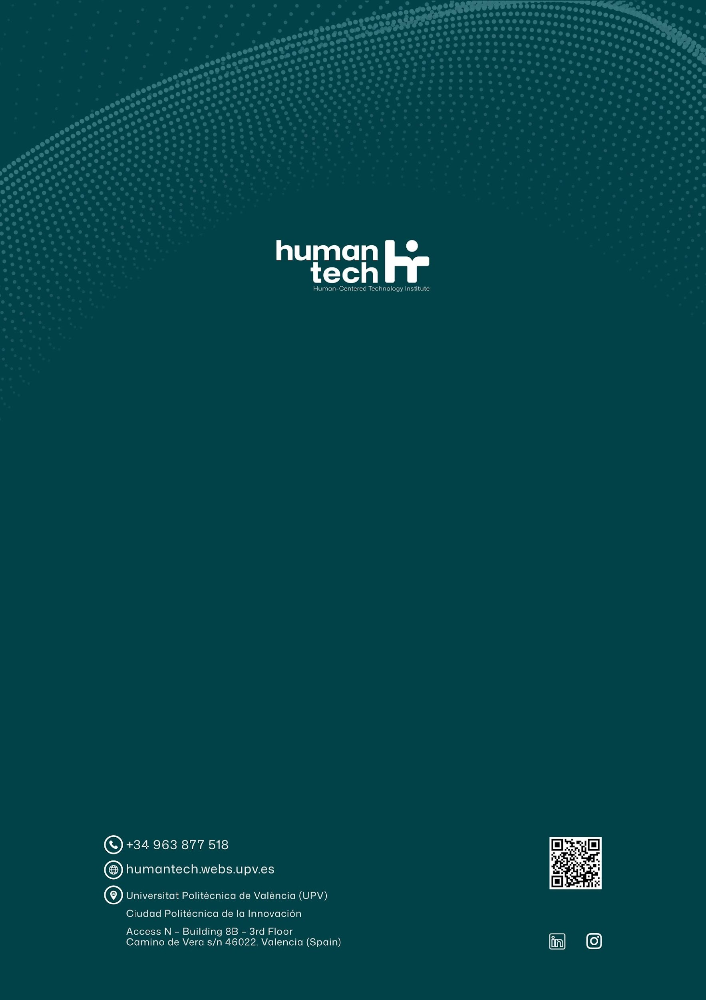 human
tech
Human-Centered Technology Institute
+34 963 877 518
humantech.webs.upv.es
Universitat Politècnica de València (UPV)
Ciudad Politécnica de la Innovación
Access N – Building 8B – 3rd Floor
Camino de Vera s/n 46022. Valencia (Spain)
in